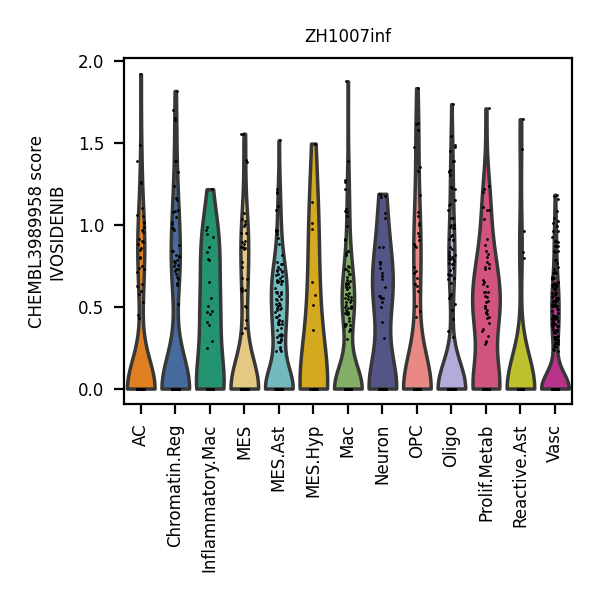 ZH1007inf
CHEMBL3989958 score
IVOSIDENIB
2.0
1.5
1.0
0.5
0.0
AC
Chromatin.Reg
Inflammatory.Mac
MES
MES.Ast
MES.Hyp
Mac
Neuron
OPC
Oligo
Prolif.Metab
Reactive.Ast
Vasc